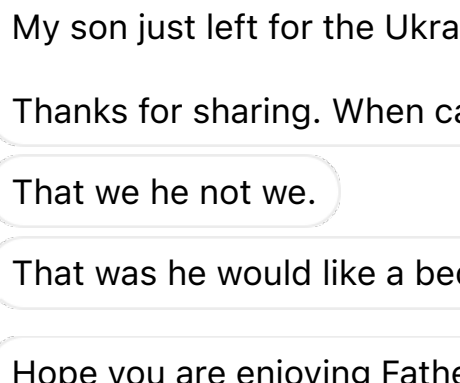 My son just left for the
Thanks for sharing. When
That we he not we.
That was he would like a
Hope you are enjoying